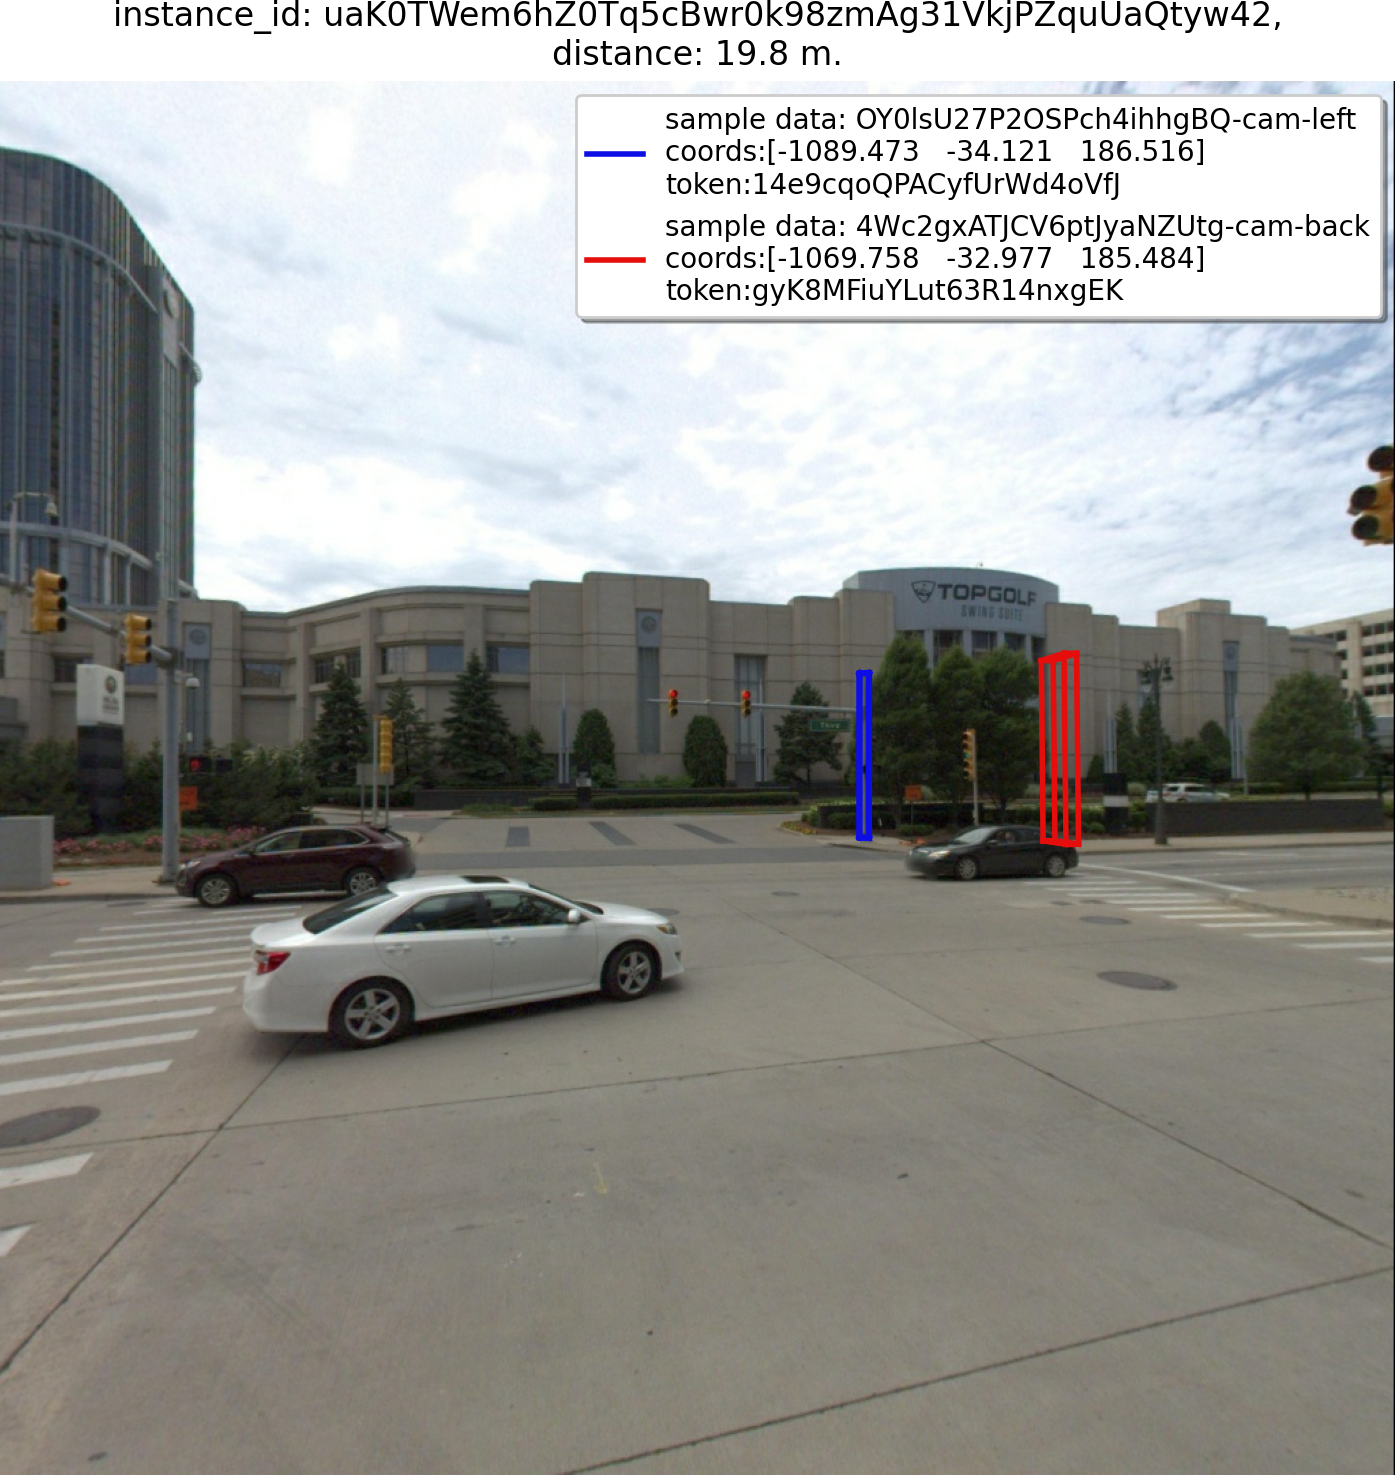 instance_id: uaK0TWem6hZ0Tq5cBwr0k98zmAg31VkjPZquUaQtyw42,
distance: 19.8 m.
sample data: OY0lsU27P2OSPch4ihhgBQ-cam-left
coords:[-1089.473 -34.121 186.516]
token:14e9cqoQPACyfUrWd4oVfJ
sample data: 4Wc2gxATJCV6ptJyaNZUtg-cam-back
coords:[-1069.758 -32.977 185.484]
token:gyK8MFiuYLut63R14nxgEK
TOPGOLF
SWING SUITE
Third